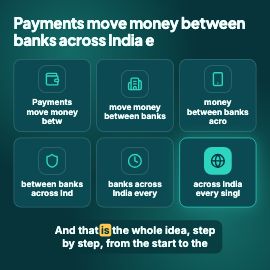 Payments move money between
banks across India e
Payments
move money
betw
move money
between banks
money
between banks
acro
between banks
across Ind
banks across
India every
across India
every singl
And that is the whole idea, step
by step, from the start to the